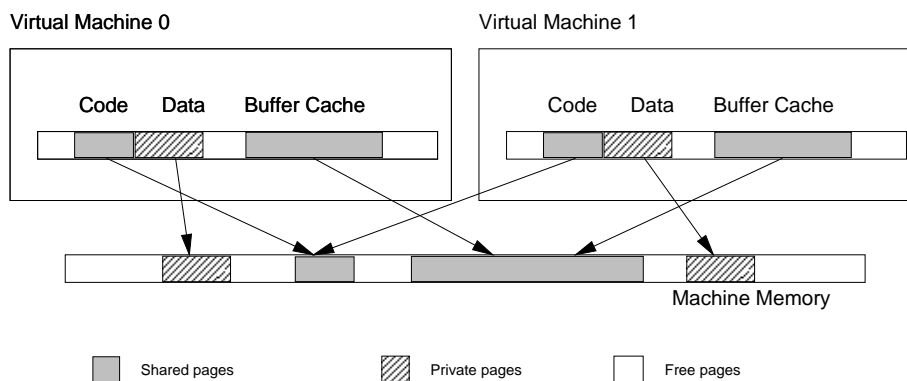 Virtual Machine 0 Virtual Machine 1
Code Data Buffer Cache Code Data Buffer Cache
Machine Memory
Shared pages Private pages Free pages